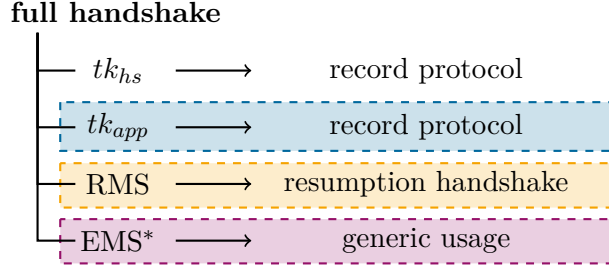 full handshake
tk_hs record protocol
tk_app record protocol
RMS resumption handshake
EMS* generic usage